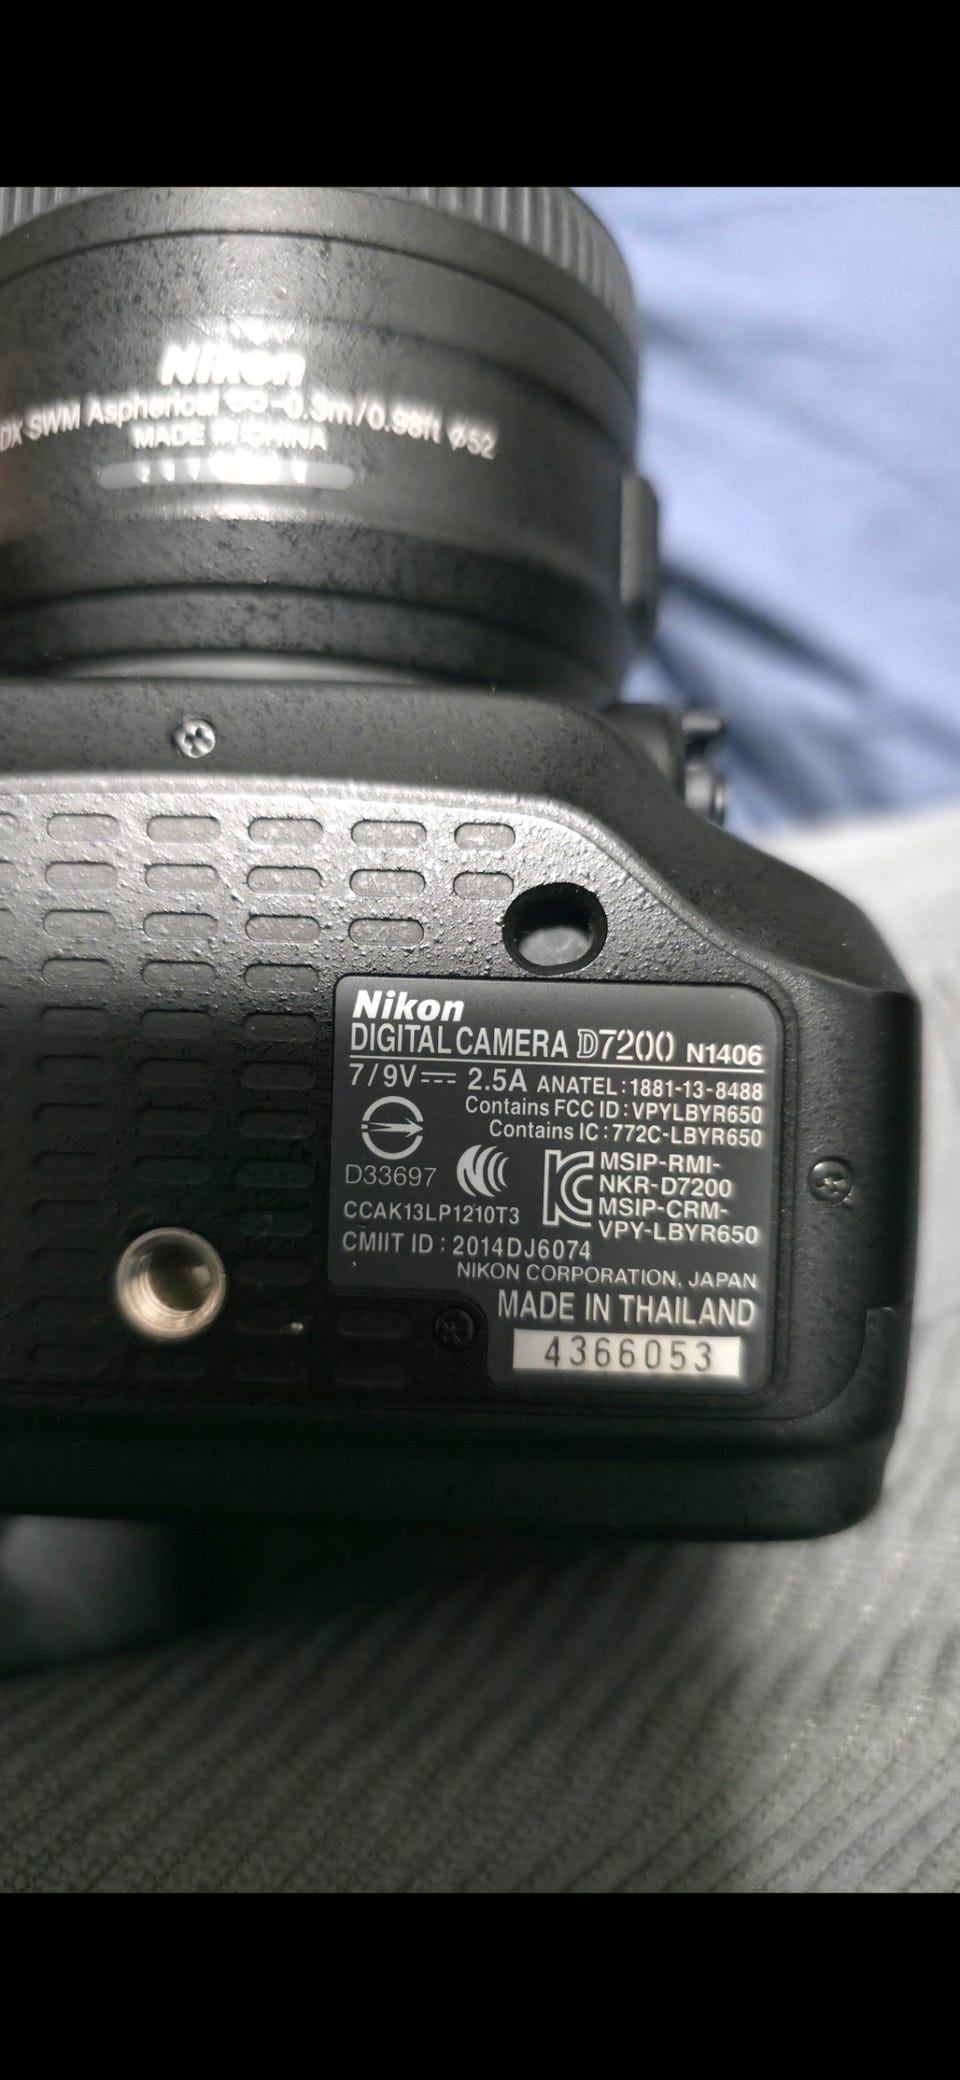 Nikon
DX SWM Aspherical ∞-0.3m/0.98ft ⌀52
MADE IN CHINA
Nikon
DIGITAL CAMERA D7200 N1406
7/9V⎓ 2.5A ANATEL:1881-13-8488
Contains FCC ID:VPYLBYR650
Contains IC:772C-LBYR650
D33697
MSIP-RMI-
NKR-D7200
MSIP-CRM-
VPY-LBYR650
CCAK13LP1210T3
CMIIT ID:2014DJ6074
NIKON CORPORATION, JAPAN
MADE IN THAILAND
4366053